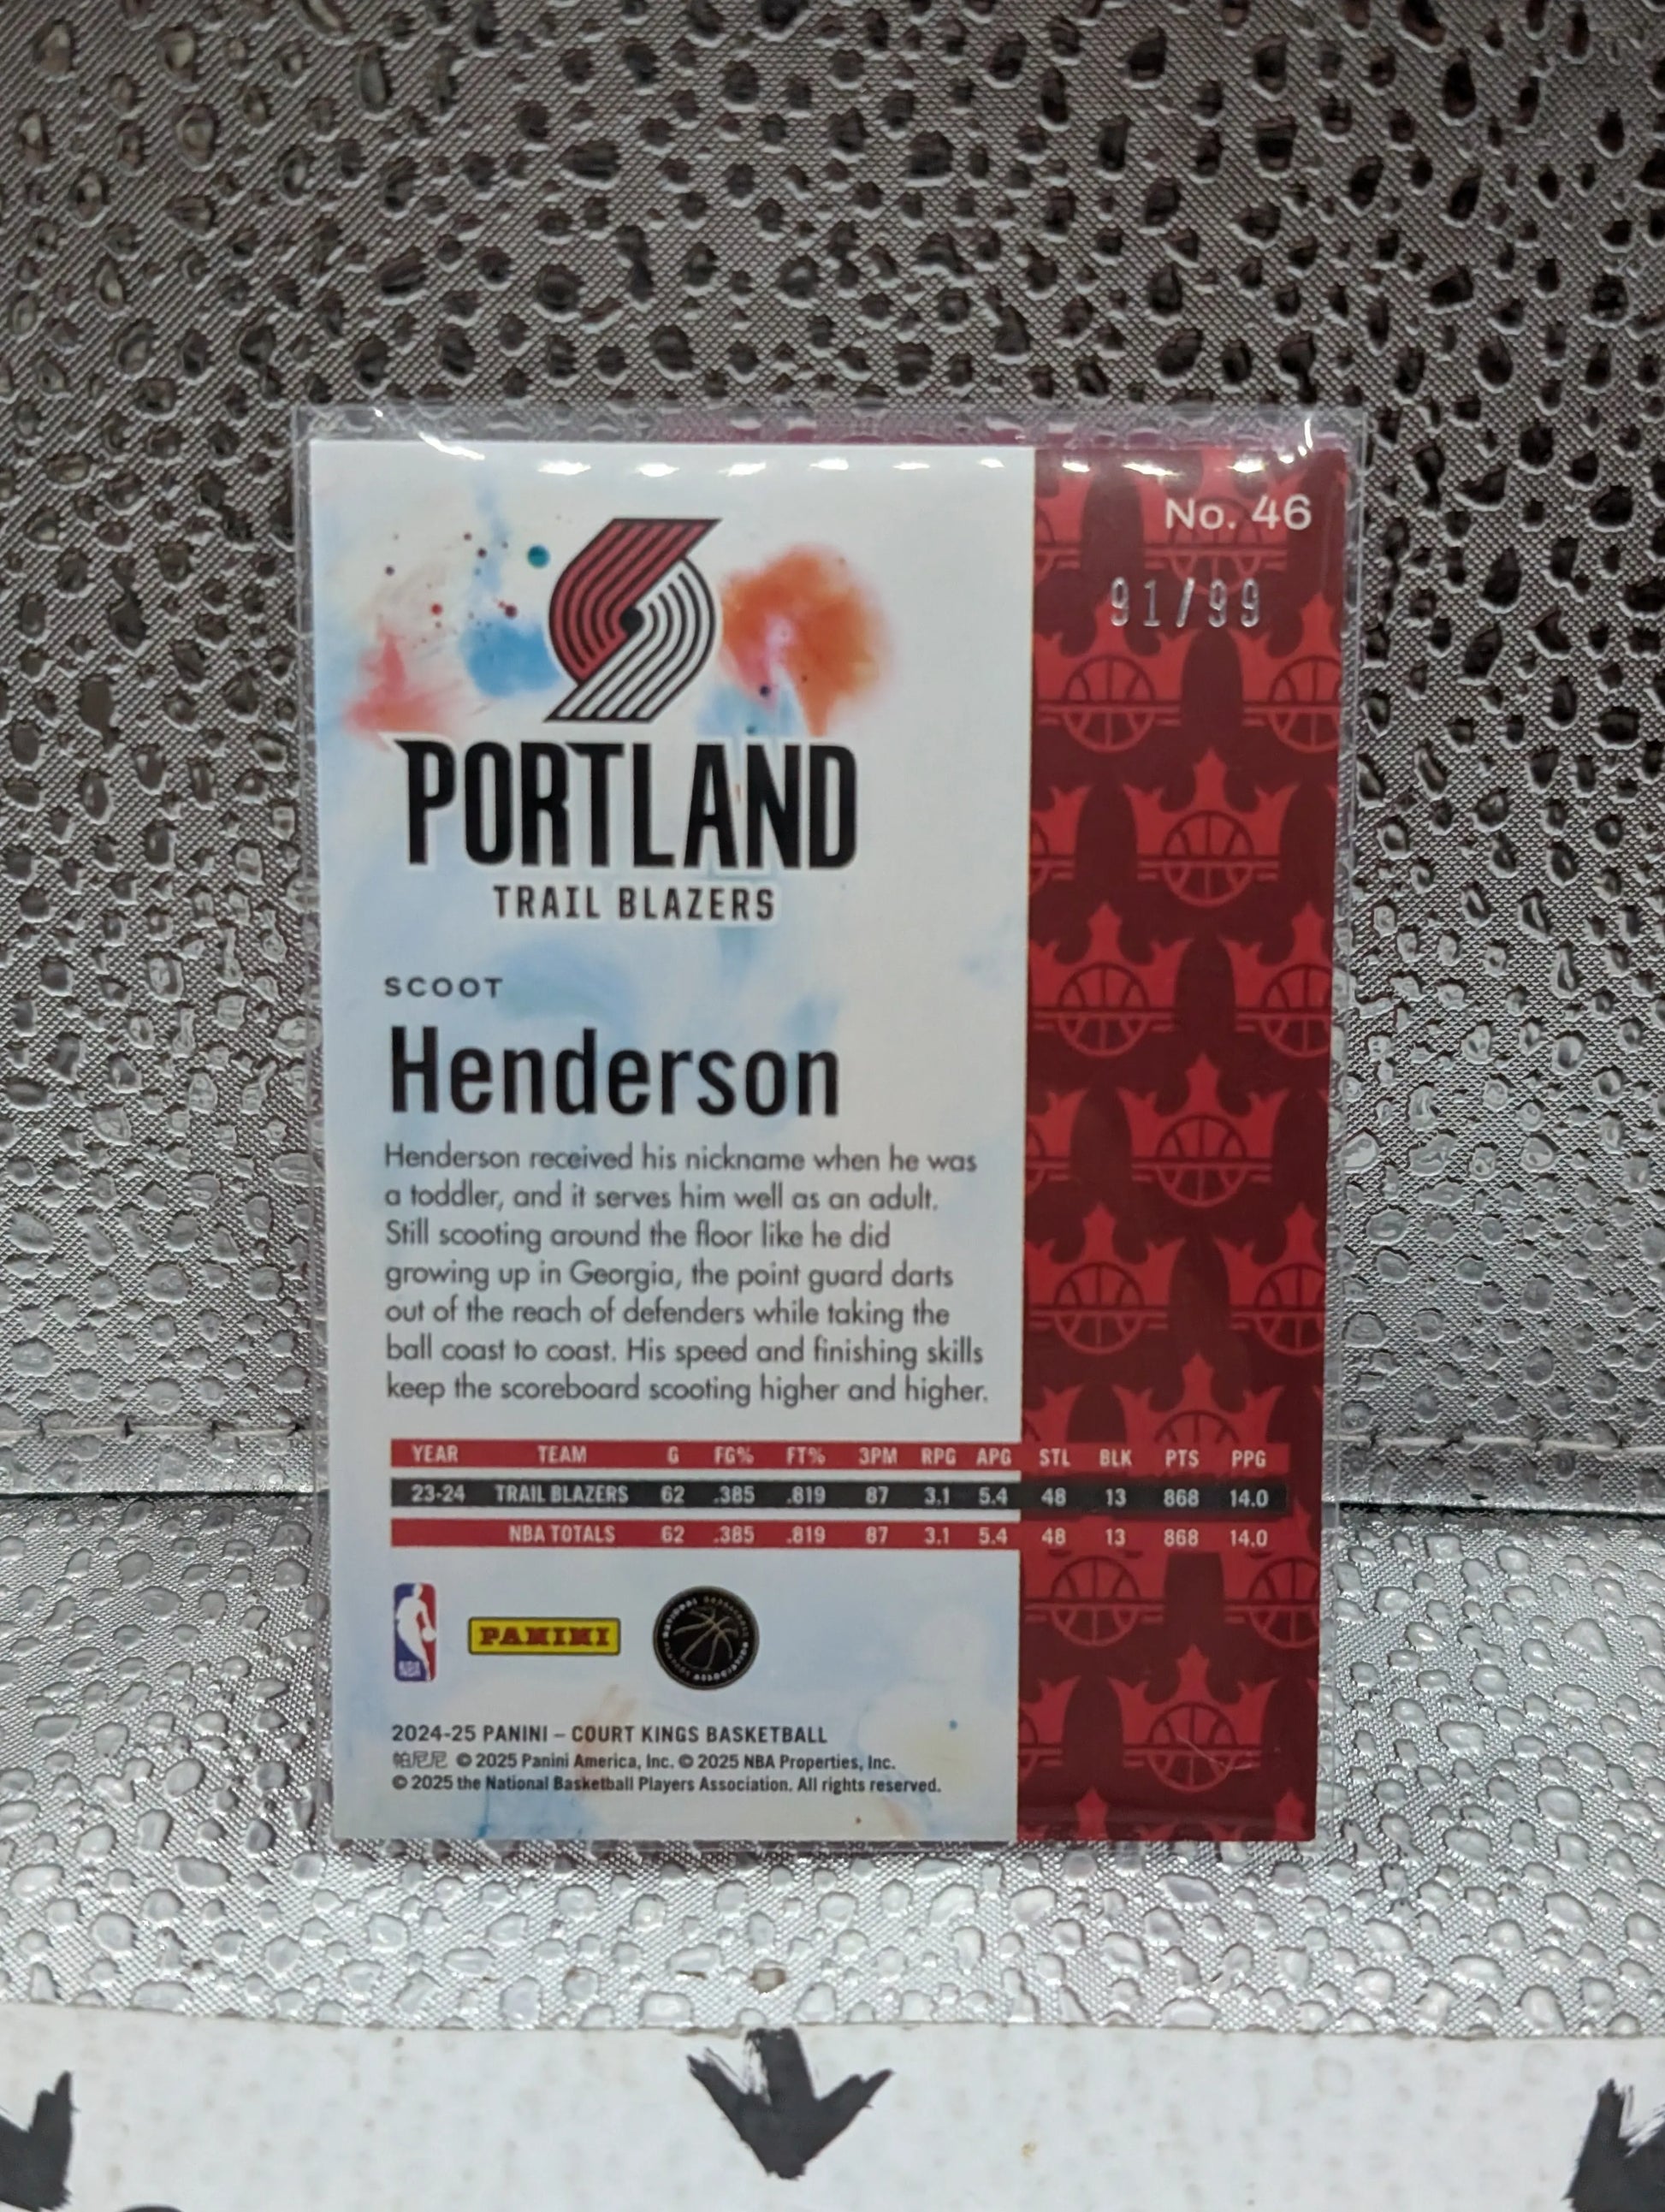 No. 46
91/99
PORTLAND
TRAIL BLAZERS
SCOOT
Henderson
Henderson received his nickname when he was
a toddler, and it serves him well as an adult.
Still scooting around the floor like he did
growing up in Georgia, the point guard darts
out of the reach of defenders while taking the
ball coast to coast. His speed and finishing skills
keep the scoreboard scooting higher and higher.
YEAR TEAM G FG% FT% 3PM RPG APG STL BLK PTS PPG
23-24 TRAIL BLAZERS 62 .385 .819 87 3.1 5.4 48 13 868 14.0
NBA TOTALS 62 .385 .819 87 3.1 5.4 48 13 868 14.0
NBA
PANINI
NATIONAL BASKETBALL PLAYERS ASSOCIATION
2024-25 PANINI – COURT KINGS BASKETBALL
帕尼尼 © 2025 Panini America, Inc. © 2025 NBA Properties, Inc.
© 2025 the National Basketball Players Association. All rights reserved.